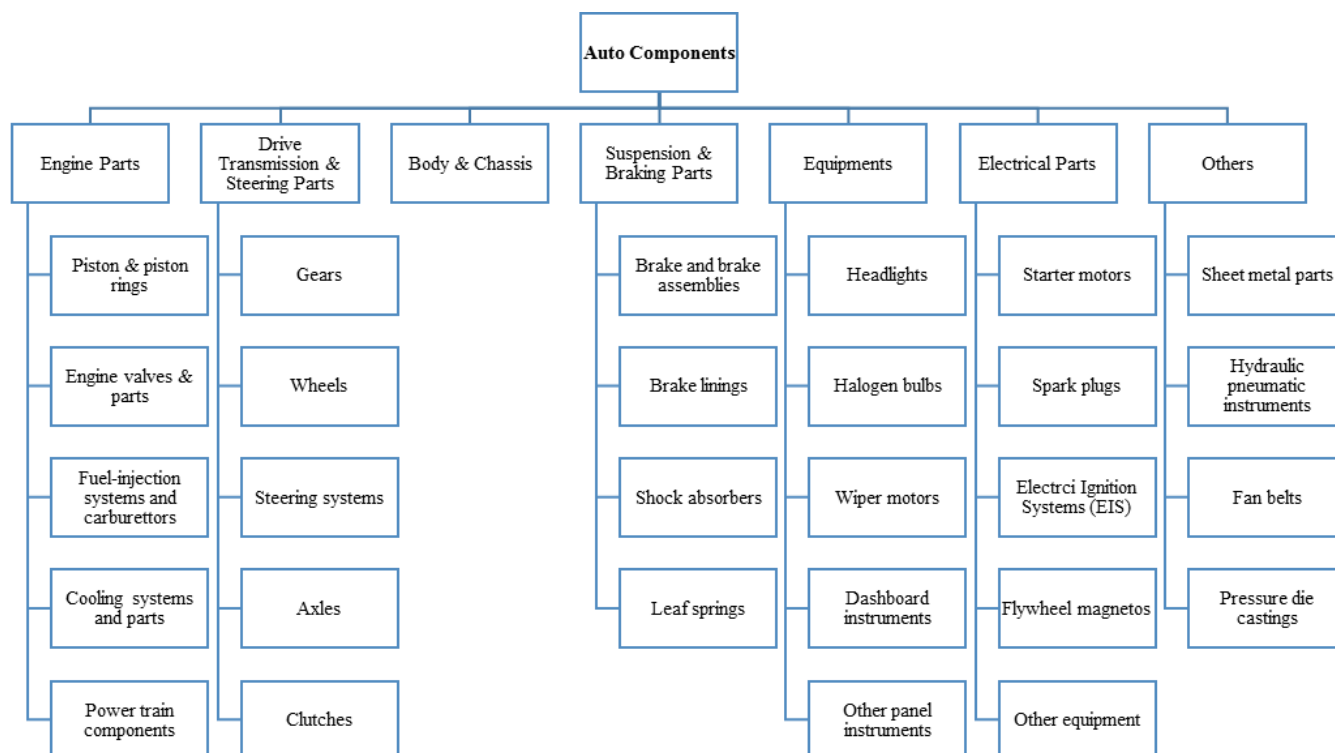 Auto Components
Engine Parts
Drive
Transmission &
Steering Parts
Body & Chassis
Suspension &
Braking Parts
Equipments
Electrical Parts
Others
Piston & piston
rings
Engine valves &
parts
Fuel-injection
systems and
carburettors
Cooling systems
and parts
Power train
components
Gears
Wheels
Steering systems
Axles
Clutches
Brake and brake
assemblies
Brake linings
Shock absorbers
Leaf springs
Headlights
Halogen bulbs
Wiper motors
Dashboard
instruments
Other panel
instruments
Starter motors
Spark plugs
Electrci Ignition
Systems (EIS)
Flywheel magnetos
Other equipment
Sheet metal parts
Hydraulic
pneumatic
instruments
Fan belts
Pressure die
castings